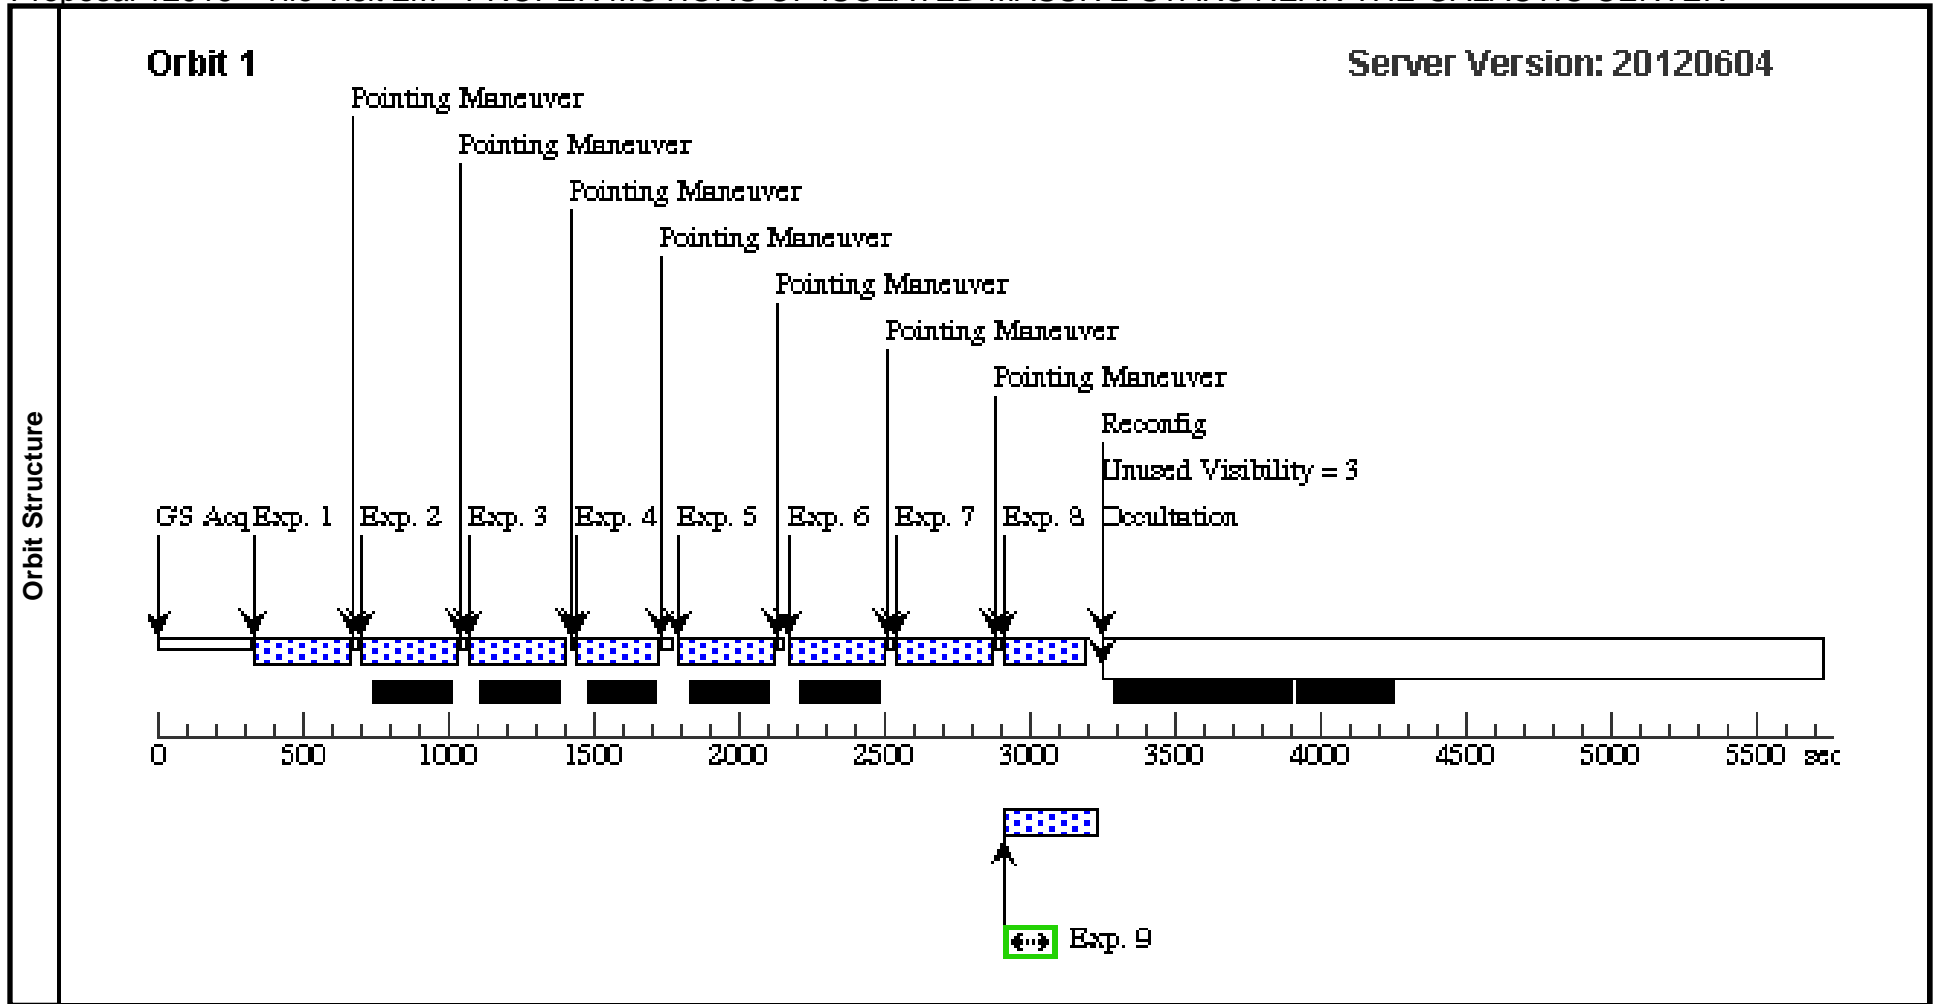 Orbit 1
Server Version: 20120604
Pointing Maneuver
Pointing Maneuver
Pointing Maneuver
Pointing Maneuver
Pointing Maneuver
Pointing Maneuver
Pointing Maneuver
Reconfig
Unused Visibility = 3
GS Acq Exp. 1 Exp. 2 Exp. 3 Exp. 4 Exp. 5 Exp. 6 Exp. 7 Exp. 8 Occultation
Orbit Structure
0 500 1000 1500 2000 2500 3000 3500 4000 4500 5000 5500 sec
Exp. 9